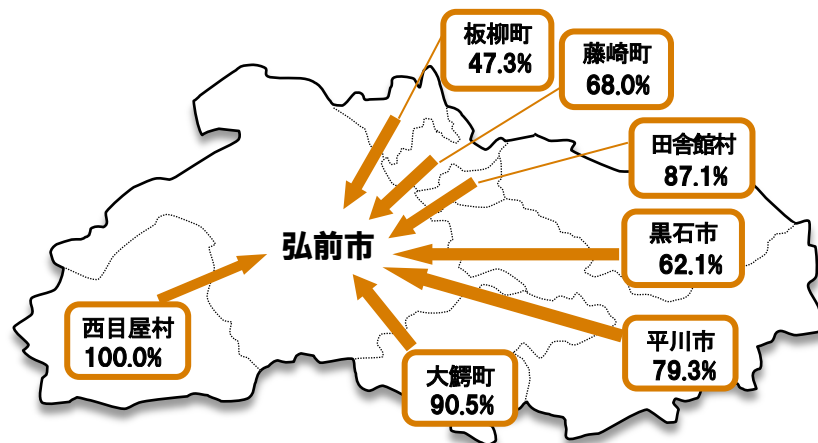 板柳町
47.3%
藤崎町
68.0%
田舎館村
87.1%
黒石市
62.1%
弘前市
西目屋村
100.0%
平川市
79.3%
大鰐町
90.5%